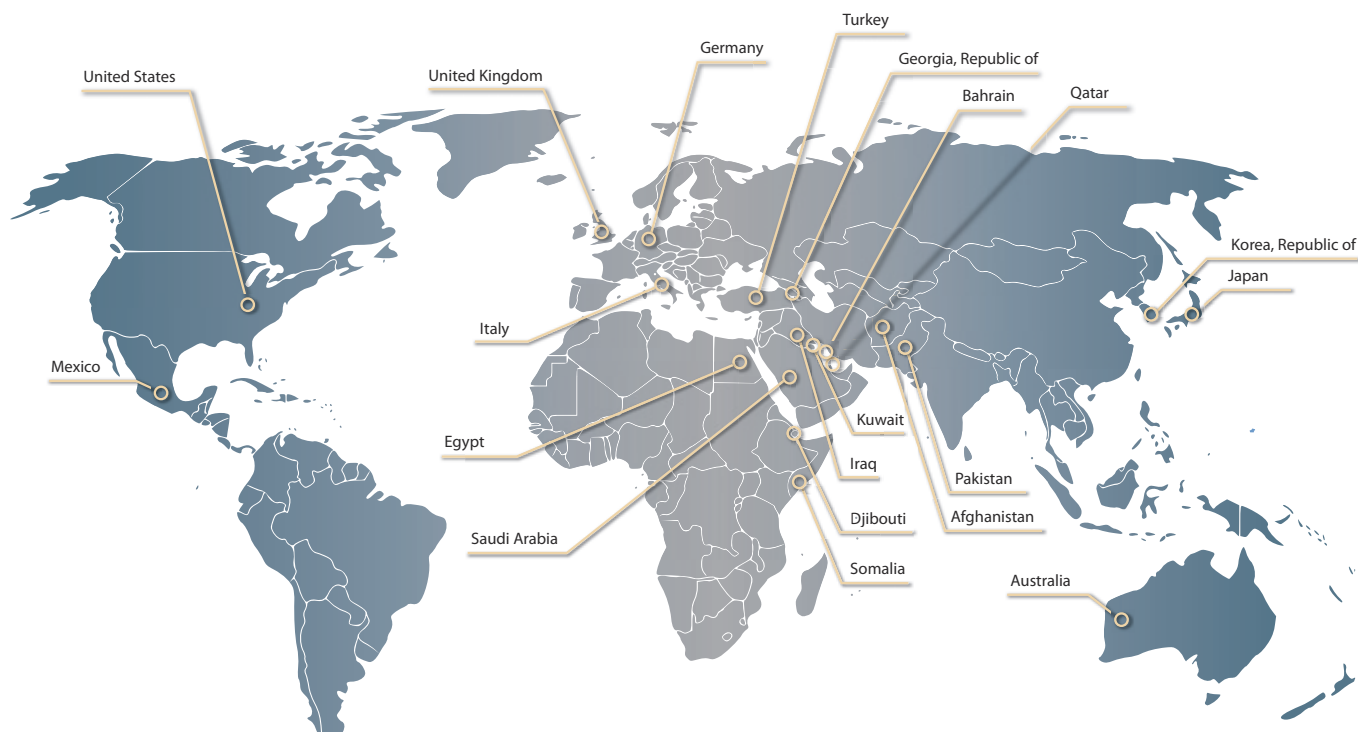 Turkey
Germany
Georgia, Republic of
United States
United Kingdom
Bahrain
Qatar
Korea, Republic of
Japan
Italy
Mexico
Kuwait
Egypt
Iraq
Pakistan
Djibouti
Afghanistan
Saudi Arabia
Somalia
Australia